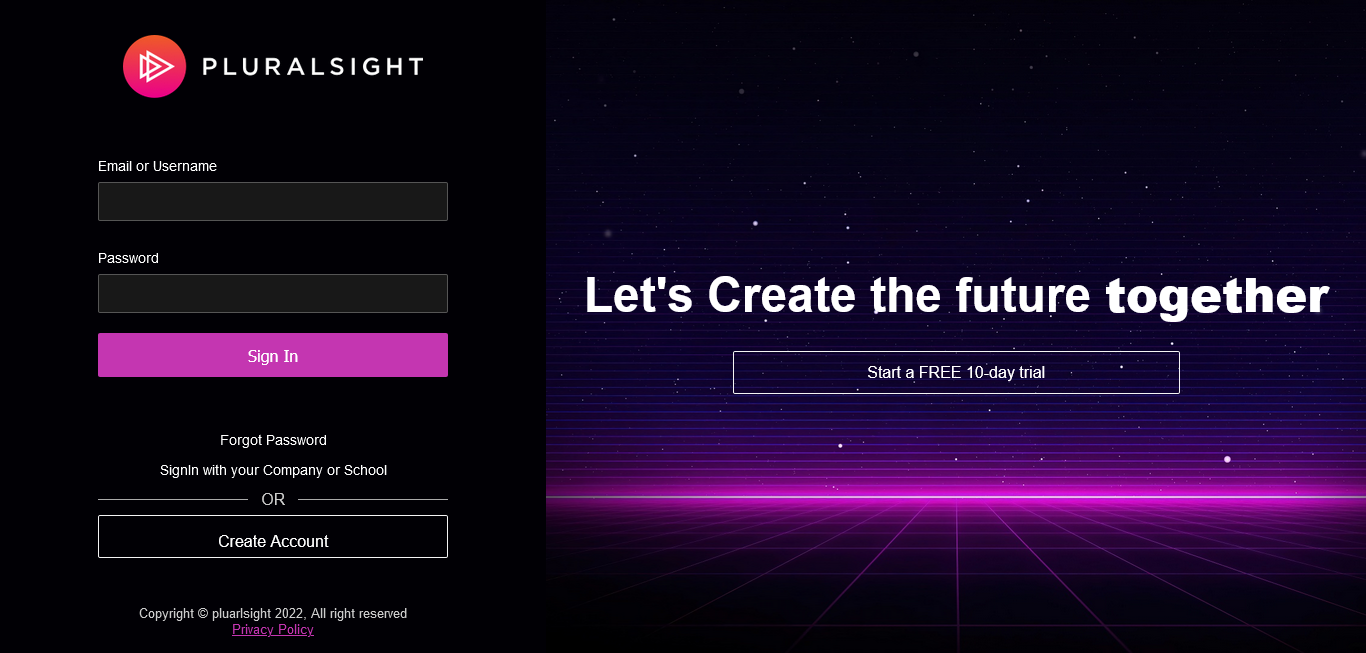 PLURALSIGHT
Email or Username
Password
Sign In
Forgot Password
SignIn with your Company or School
OR
Create Account
Copyright © pluarlsight 2022, All right reserved
Privacy Policy
Let's Create the future together
Start a FREE 10-day trial